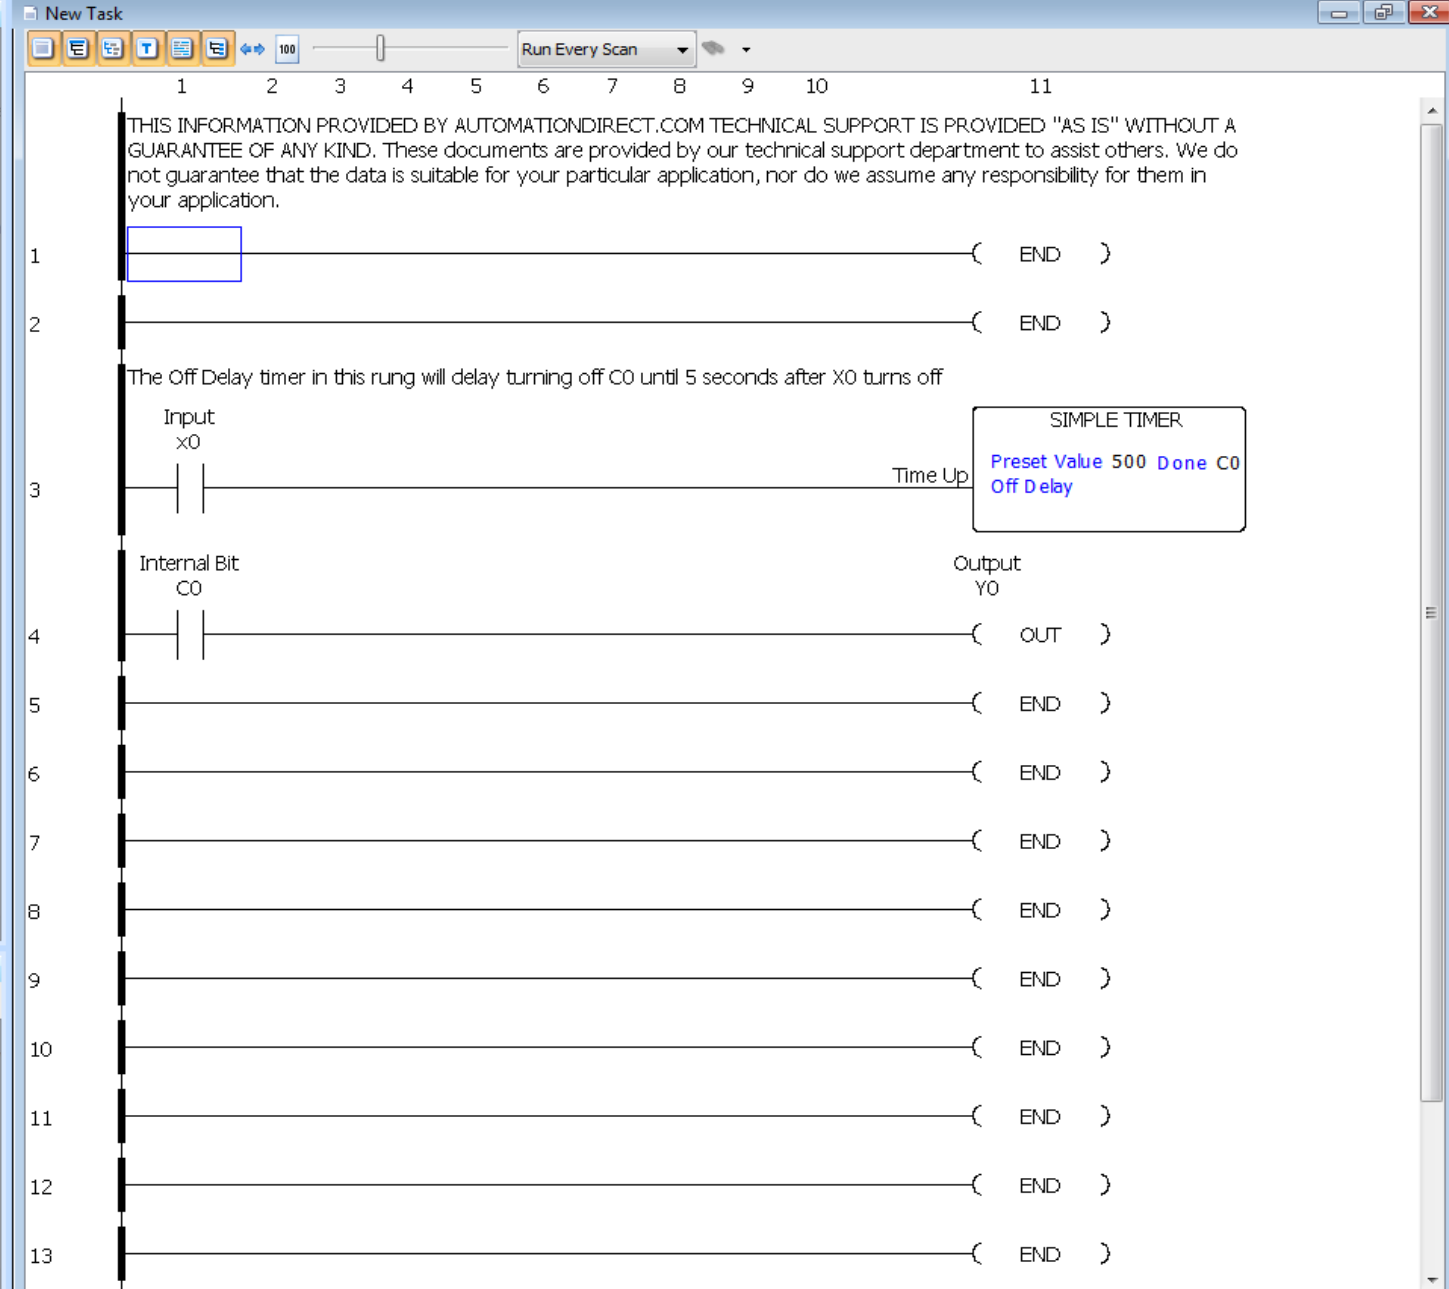 New Task
T 100 Run Every Scan
1 2 3 4 5 6 7 8 9 10 11
THIS INFORMATION PROVIDED BY AUTOMATIONDIRECT.COM TECHNICAL SUPPORT IS PROVIDED "AS IS" WITHOUT A
GUARANTEE OF ANY KIND. These documents are provided by our technical support department to assist others. We do
not guarantee that the data is suitable for your particular application, nor do we assume any responsibility for them in
your application.
1 END
2 END
The Off Delay timer in this rung will delay turning off C0 until 5 seconds after X0 turns off
Input
X0
SIMPLE TIMER
Preset Value 500 Done C0
Time Up
Off Delay
3
Internal Bit
C0
Output
Y0
4 OUT
5 END
6 END
7 END
8 END
9 END
10 END
11 END
12 END
13 END